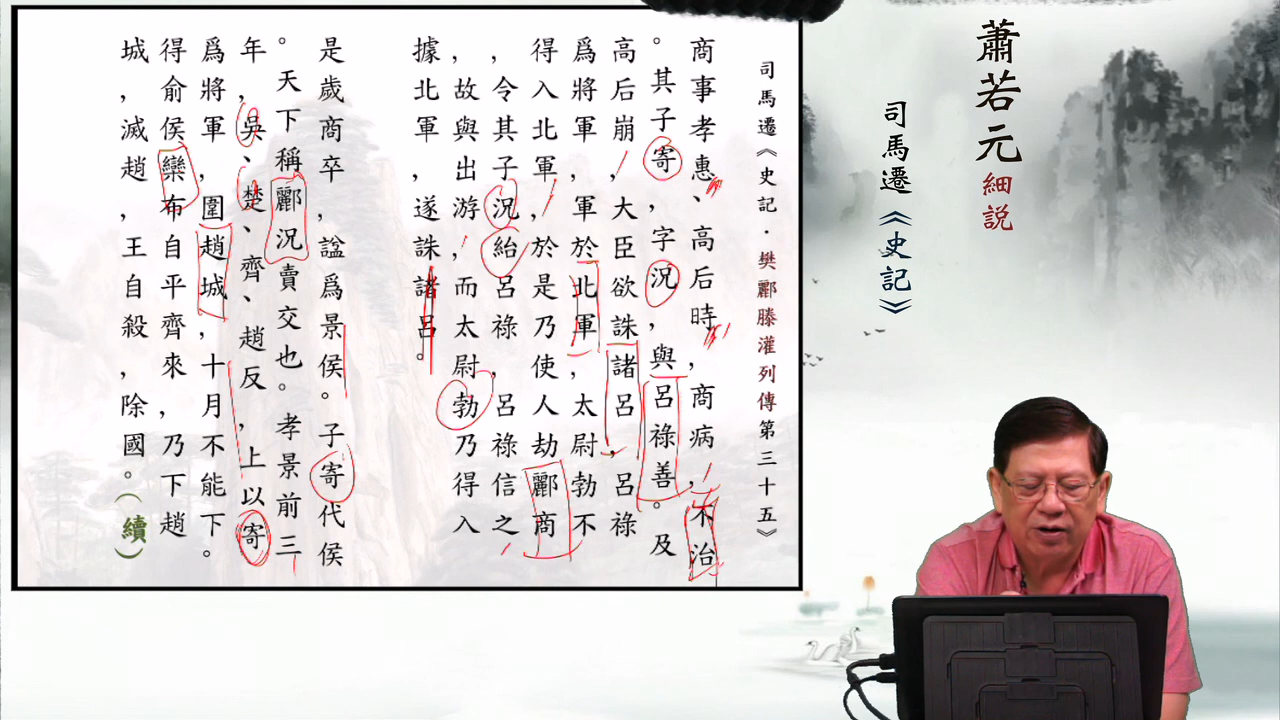 蕭若元細說
司馬遷《史記》
司馬遷《史記·樊酈滕灌列傳第三十五》
商事孝惠、高后時，商病，不治
。其子寄，字況，與呂祿善。及
高后崩，大臣欲誅諸呂，呂祿
爲將軍，軍於北軍，太尉勃不
得入北軍，於是乃使人劫酈商
，令其子況紿呂祿，呂祿信之
，故與出游，而太尉勃乃得入
據北軍，遂誅諸呂。
是歲商卒，諡爲景侯。子寄代侯
。天下稱酈況賣交也。孝景前三
年，吳、楚、齊、趙反，上以寄
爲將軍，圍趙城，十月不能下。
得俞侯欒布自平齊來，乃下趙
城，滅趙，王自殺，除國。（續）